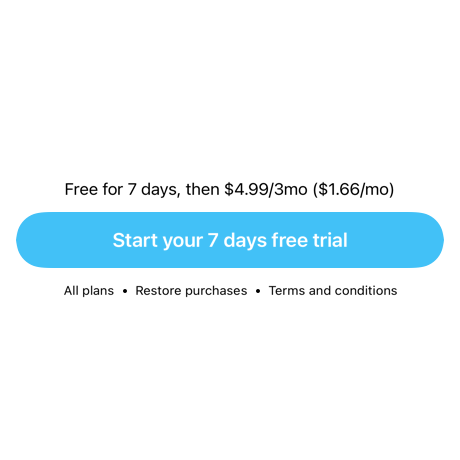 Free for 7 days, then $4.99/3mo ($1.66/mo)
Start your 7 days free trial
All plans • Restore purchases • Terms and conditions